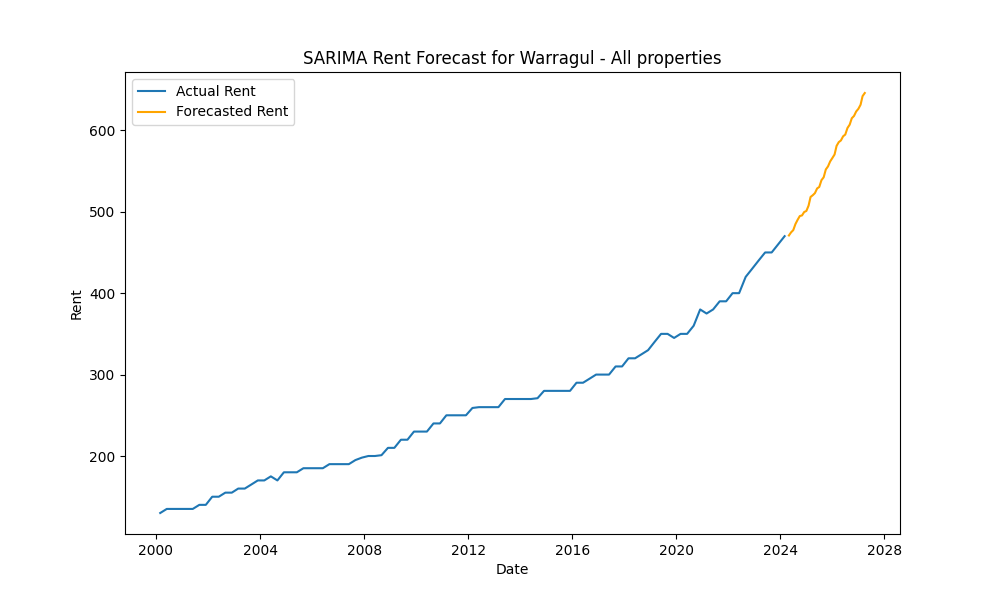 SARIMA Rent Forecast for Warragul - All properties
Actual Rent
Forecasted Rent
600
500
400
300
200
Rent
2000 2004 2008 2012 2016 2020 2024 2028
Date